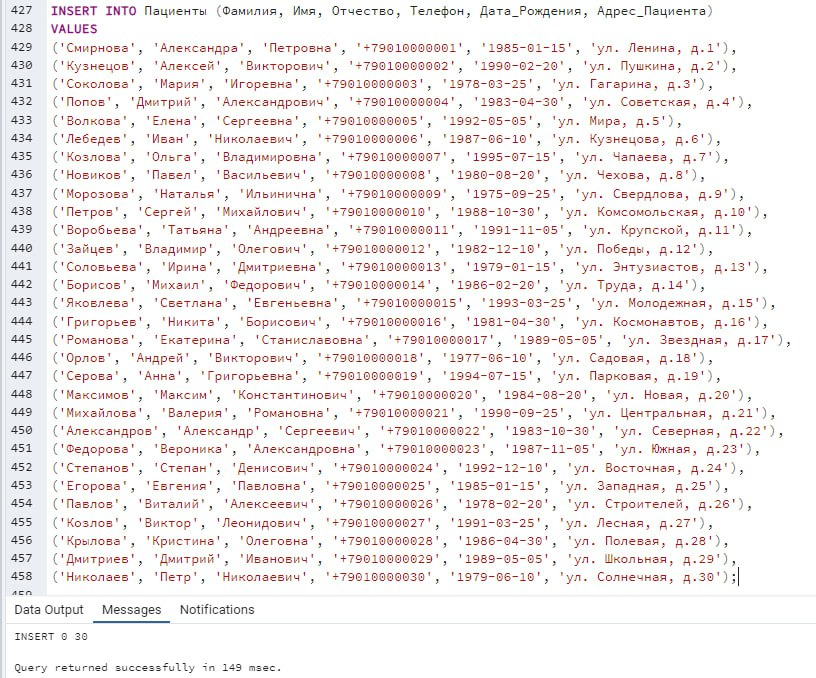 427 INSERT INTO Пациенты (Фамилия, Имя, Отчество, Телефон, Дата_Рождения, Адрес_Пациента)
428 VALUES
429 ('Смирнова', 'Александра', 'Петровна', '+79010000001', '1985-01-15', 'ул. Ленина, д.1'),
430 ('Кузнецов', 'Алексей', 'Викторович', '+79010000002', '1990-02-20', 'ул. Пушкина, д.2'),
431 ('Соколова', 'Мария', 'Игоревна', '+79010000003', '1978-03-25', 'ул. Гагарина, д.3'),
432 ('Попов', 'Дмитрий', 'Александрович', '+79010000004', '1983-04-30', 'ул. Советская, д.4'),
433 ('Волкова', 'Елена', 'Сергеевна', '+79010000005', '1992-05-05', 'ул. Мира, д.5'),
434 ('Лебедев', 'Иван', 'Николаевич', '+79010000006', '1987-06-10', 'ул. Кузнецова, д.6'),
435 ('Козлова', 'Ольга', 'Владимировна', '+79010000007', '1995-07-15', 'ул. Чапаева, д.7'),
436 ('Новиков', 'Павел', 'Васильевич', '+79010000008', '1980-08-20', 'ул. Чехова, д.8'),
437 ('Морозова', 'Наталья', 'Ильинична', '+79010000009', '1975-09-25', 'ул. Свердлова, д.9'),
438 ('Петров', 'Сергей', 'Михайлович', '+79010000010', '1988-10-30', 'ул. Комсомольская, д.10'),
439 ('Воробьева', 'Татьяна', 'Андреевна', '+79010000011', '1991-11-05', 'ул. Крупской, д.11'),
440 ('Зайцев', 'Владимир', 'Олегович', '+79010000012', '1982-12-10', 'ул. Победы, д.12'),
441 ('Соловьева', 'Ирина', 'Дмитриевна', '+79010000013', '1979-01-15', 'ул. Энтузиастов, д.13'),
442 ('Борисов', 'Михаил', 'Федорович', '+79010000014', '1986-02-20', 'ул. Труда, д.14'),
443 ('Яковлева', 'Светлана', 'Евгеньевна', '+79010000015', '1993-03-25', 'ул. Молодежная, д.15'),
444 ('Григорьев', 'Никита', 'Борисович', '+79010000016', '1981-04-30', 'ул. Космонавтов, д.16'),
445 ('Романова', 'Екатерина', 'Станиславовна', '+79010000017', '1989-05-05', 'ул. Звездная, д.17'),
446 ('Орлов', 'Андрей', 'Викторович', '+79010000018', '1977-06-10', 'ул. Садовая, д.18'),
447 ('Серова', 'Анна', 'Григорьевна', '+79010000019', '1994-07-15', 'ул. Парковая, д.19'),
448 ('Максимов', 'Максим', 'Константинович', '+79010000020', '1984-08-20', 'ул. Новая, д.20'),
449 ('Михайлова', 'Валерия', 'Романовна', '+79010000021', '1990-09-25', 'ул. Центральная, д.21'),
450 ('Александров', 'Александр', 'Сергеевич', '+79010000022', '1983-10-30', 'ул. Северная, д.22'),
451 ('Федорова', 'Вероника', 'Александровна', '+79010000023', '1987-11-05', 'ул. Южная, д.23'),
452 ('Степанов', 'Степан', 'Денисович', '+79010000024', '1992-12-10', 'ул. Восточная, д.24'),
453 ('Егорова', 'Евгения', 'Павловна', '+79010000025', '1985-01-15', 'ул. Западная, д.25'),
454 ('Павлов', 'Виталий', 'Алексеевич', '+79010000026', '1978-02-20', 'ул. Строителей, д.26'),
455 ('Козлов', 'Виктор', 'Леонидович', '+79010000027', '1991-03-25', 'ул. Лесная, д.27'),
456 ('Крылова', 'Кристина', 'Олеговна', '+79010000028', '1986-04-30', 'ул. Полевая, д.28'),
457 ('Дмитриев', 'Дмитрий', 'Иванович', '+79010000029', '1989-05-05', 'ул. Школьная, д.29'),
458 ('Николаев', 'Петр', 'Николаевич', '+79010000030', '1979-06-10', 'ул. Солнечная, д.30');
Data Output Messages Notifications
INSERT 0 30
Query returned successfully in 149 msec.